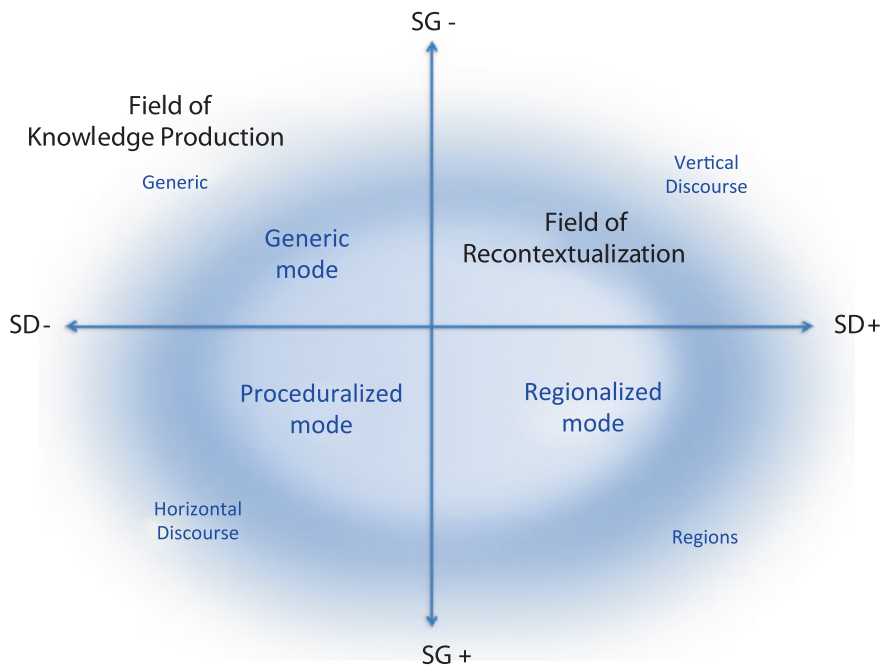 SG -
Field of
Knowledge Production
Generic
Vertical
Discourse
Generic
mode
Field of
Recontextualization
SD -
SD +
Proceduralized
mode
Regionalized
mode
Horizontal
Discourse
Regions
SG +